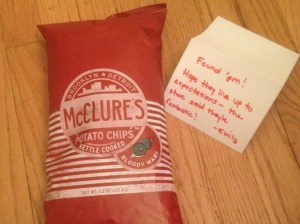 BROOKLYN ★ DETROIT
McCLURE'S
POTATO CHIPS
KETTLE COOKED
BLOODY MARY
Found 'em!
Hope they live up to
expectations - the
store said they're
fantastic!
-Emily